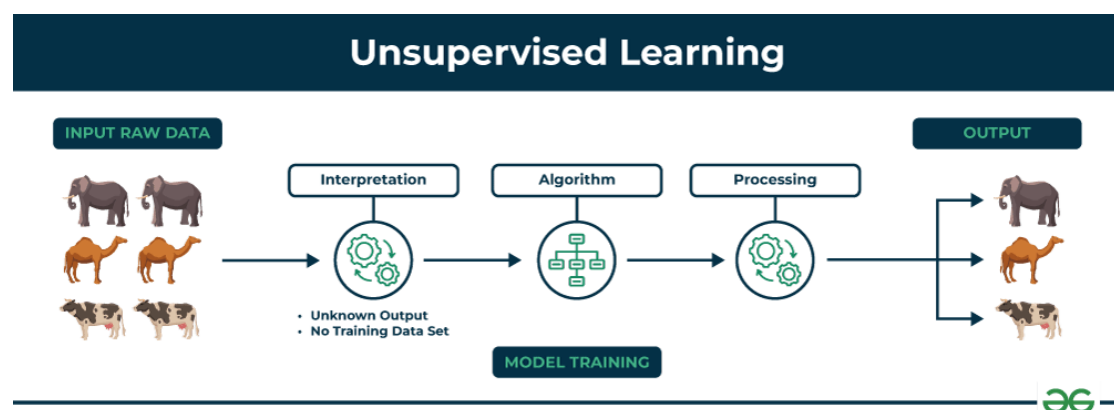 Unsupervised Learning
INPUT RAW DATA
OUTPUT
Interpretation
Algorithm
Processing
• Unknown Output
• No Training Data Set
MODEL TRAINING